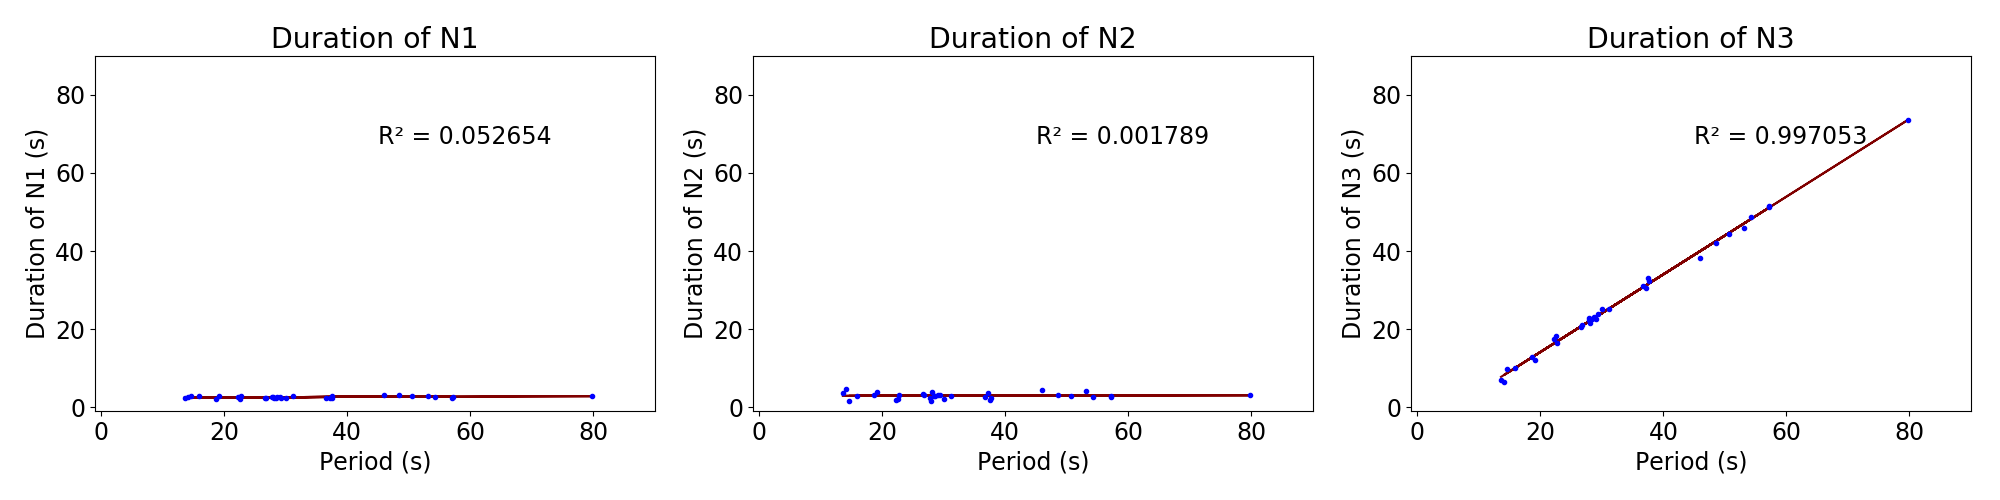 Duration of N1
Duration of N1 (s)
80
60
40
20
0
R² = 0.052654
0 20 40 60 80
Period (s)
Duration of N2
Duration of N2 (s)
80
60
40
20
0
R² = 0.001789
0 20 40 60 80
Period (s)
Duration of N3
Duration of N3 (s)
80
60
40
20
0
R² = 0.997053
0 20 40 60 80
Period (s)